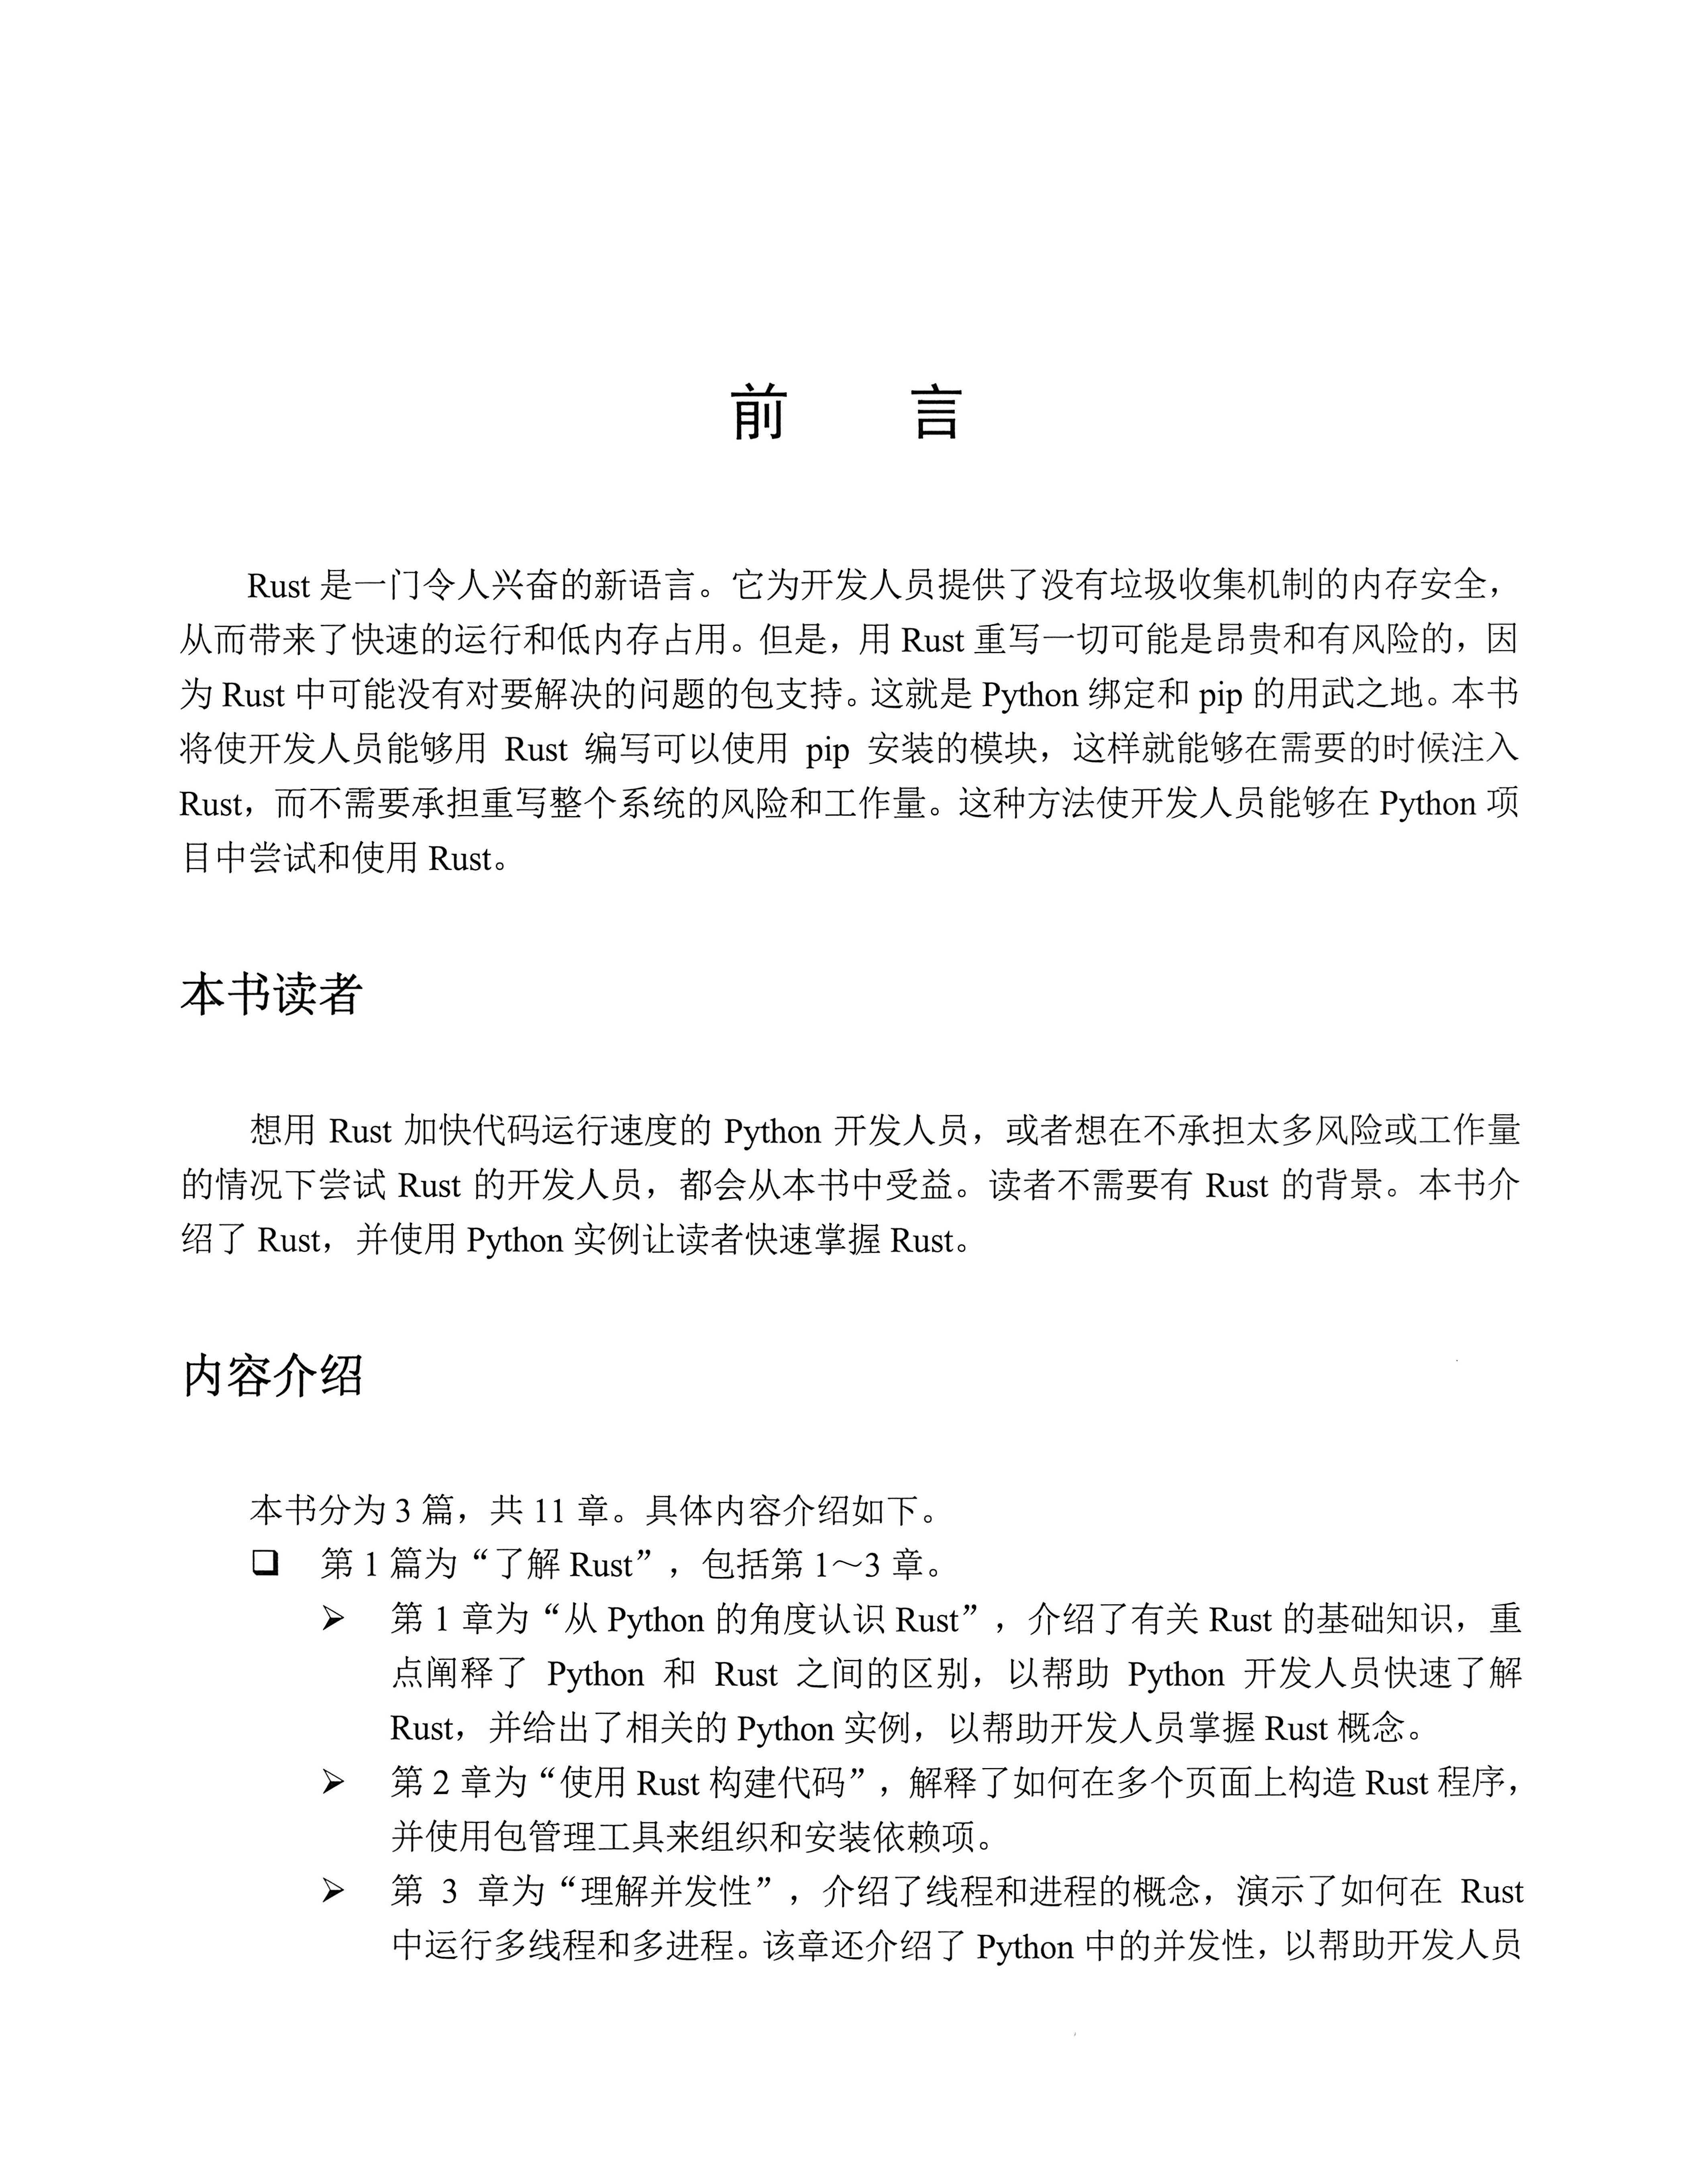 前 言
Rust 是一门令人兴奋的新语言。它为开发人员提供了没有垃圾收集机制的内存安全，
从而带来了快速的运行和低内存占用。但是，用 Rust 重写一切可能是昂贵和有风险的，因
为 Rust 中可能没有对要解决的问题的包支持。这就是 Python 绑定和 pip 的用武之地。本书
将使开发人员能够用 Rust 编写可以使用 pip 安装的模块，这样就能够在需要的时候注入
Rust，而不需要承担重写整个系统的风险和工作量。这种方法使开发人员能够在 Python 项
目中尝试和使用 Rust。
本书读者
想用 Rust 加快代码运行速度的 Python 开发人员，或者想在不承担太多风险或工作量
的情况下尝试 Rust 的开发人员，都会从本书中受益。读者不需要有 Rust 的背景。本书介
绍了 Rust，并使用 Python 实例让读者快速掌握 Rust。
内容介绍
本书分为 3 篇，共 11 章。具体内容介绍如下。
❑ 第 1 篇为“了解 Rust”，包括第 1～3 章。
➢ 第 1 章为“从 Python 的角度认识 Rust”，介绍了有关 Rust 的基础知识，重
点阐释了 Python 和 Rust 之间的区别，以帮助 Python 开发人员快速了解
Rust，并给出了相关的 Python 实例，以帮助开发人员掌握 Rust 概念。
➢ 第 2 章为“使用 Rust 构建代码”，解释了如何在多个页面上构造 Rust 程序，
并使用包管理工具来组织和安装依赖项。
➢ 第 3 章为“理解并发性”，介绍了线程和进程的概念，演示了如何在 Rust
中运行多线程和多进程。该章还介绍了 Python 中的并发性，以帮助开发人员